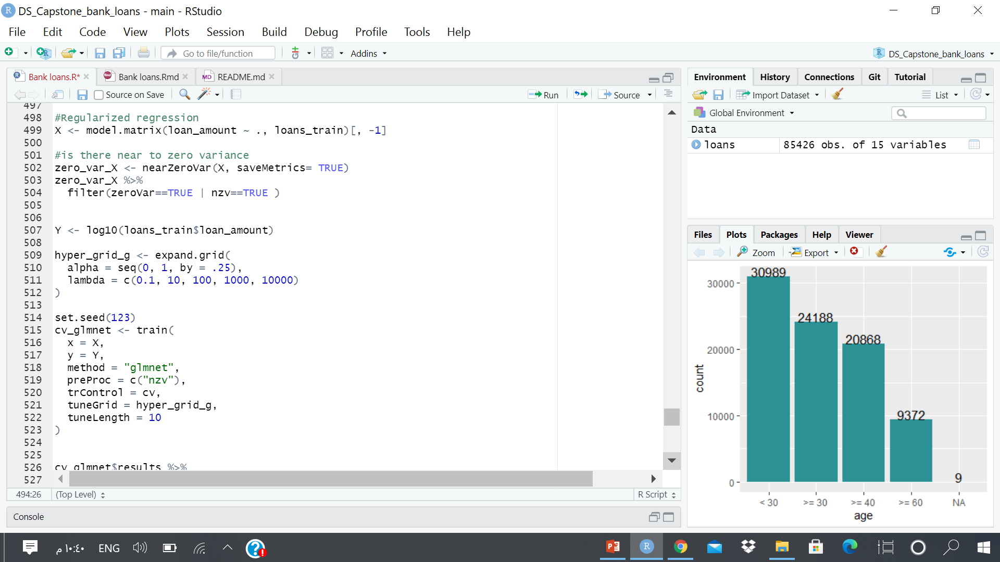 DS_Capstone_bank_loans - main - RStudio
File Edit Code View Plots Session Build Debug Profile Tools Help
Go to file/function Addins DS_Capstone_bank_loans
Bank loans.R* Bank loans.Rmd MD README.md
Source on Save Run Source
497
498 #Regularized regression
499 X <- model.matrix(loan_amount ~ ., loans_train)[, -1]
500
501 #is there near to zero variance
502 zero_var_X <- nearZeroVar(X, saveMetrics= TRUE)
503 zero_var_X %>%
504 filter(zeroVar==TRUE | nzv==TRUE )
505
506
507 Y <- log10(loans_train$loan_amount)
508
509 hyper_grid_g <- expand.grid(
510 alpha = seq(0, 1, by = .25),
511 lambda = c(0.1, 10, 100, 1000, 10000)
512 )
513
514 set.seed(123)
515 cv_glmnet <- train(
516 x = X,
517 y = Y,
518 method = "glmnet",
519 preProc = c("nzv"),
520 trControl = cv,
521 tuneGrid = hyper_grid_g,
522 tuneLength = 10
523 )
524
525
526 cv_glmnet$results %>%
527
494:26 (Top Level) R Script
Console
Environment History Connections Git Tutorial
Import Dataset List
Global Environment
Data
loans 85426 obs. of 15 variables
Files Plots Packages Help Viewer
Zoom Export
30989
24188
20868
9372
9
30000
20000
10000
0
count
< 30 >= 30 >= 40 >= 60 NA
age
١٠:٤٠ م ENG